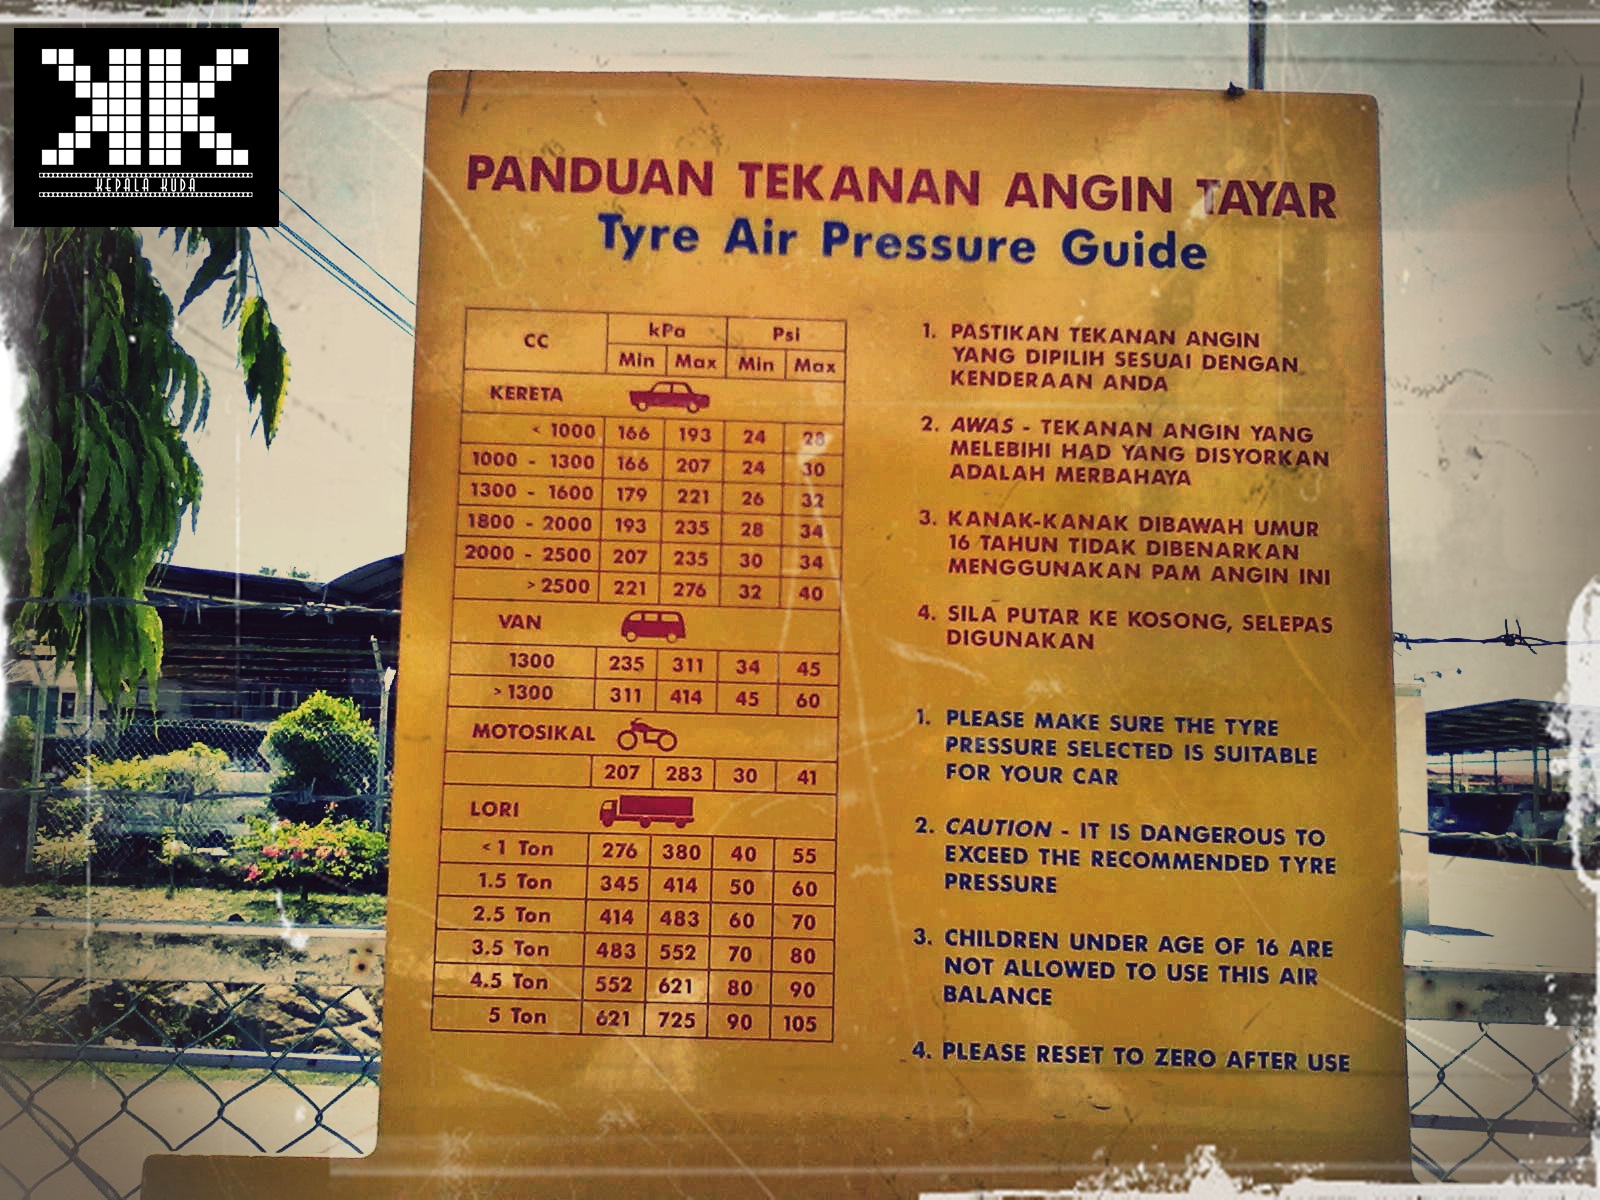 KEPALA KUDA
PANDUAN TEKANAN ANGIN TAYAR
Tyre Air Pressure Guide
CC kPa Psi
Min Max Min Max
KERETA
< 1000 166 193 24 28
1000 - 1300 166 207 24 30
1300 - 1600 179 221 26 32
1800 - 2000 193 235 28 34
2000 - 2500 207 235 30 34
> 2500 221 276 32 40
VAN
1300 235 311 34 45
> 1300 311 414 45 60
MOTOSIKAL
207 283 30 41
LORI
< 1 Ton 276 380 40 55
1.5 Ton 345 414 50 60
2.5 Ton 414 483 60 70
3.5 Ton 483 552 70 80
4.5 Ton 552 621 80 90
5 Ton 621 725 90 105
1. PASTIKAN TEKANAN ANGIN
YANG DIPILIH SESUAI DENGAN
KENDERAAN ANDA
2. AWAS - TEKANAN ANGIN YANG
MELEBIHI HAD YANG DISYORKAN
ADALAH MERBAHAYA
3. KANAK-KANAK DIBAWAH UMUR
16 TAHUN TIDAK DIBENARKAN
MENGGUNAKAN PAM ANGIN INI
4. SILA PUTAR KE KOSONG, SELEPAS
DIGUNAKAN
1. PLEASE MAKE SURE THE TYRE
PRESSURE SELECTED IS SUITABLE
FOR YOUR CAR
2. CAUTION - IT IS DANGEROUS TO
EXCEED THE RECOMMENDED TYRE
PRESSURE
3. CHILDREN UNDER AGE OF 16 ARE
NOT ALLOWED TO USE THIS AIR
BALANCE
4. PLEASE RESET TO ZERO AFTER USE